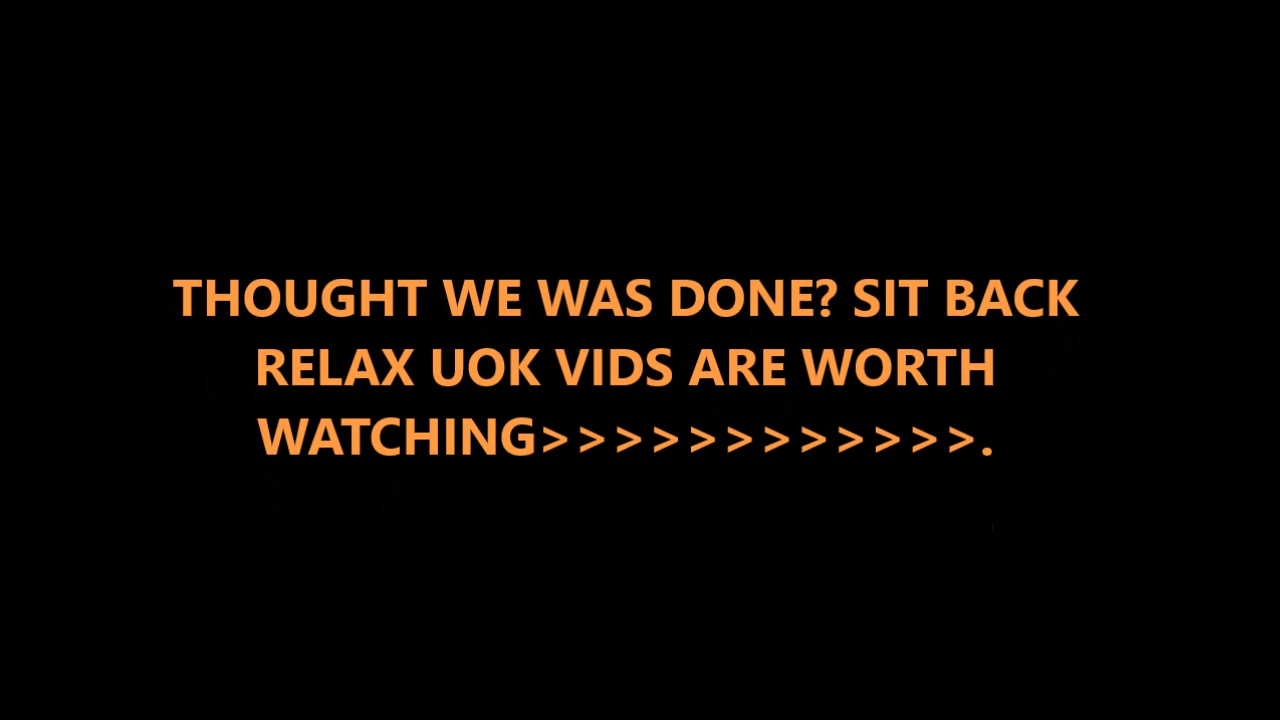 THOUGHT WE WAS DONE? SIT BACK
RELAX UOK VIDS ARE WORTH
WATCHING>>>>>>>>>>>>.